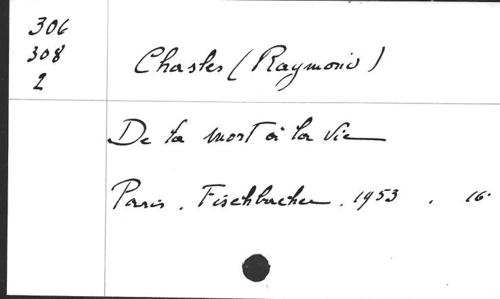 306
308
2
Chasles (Raymond)
De la mort à la vie
Paris. Fischbacher. 1953. 16°